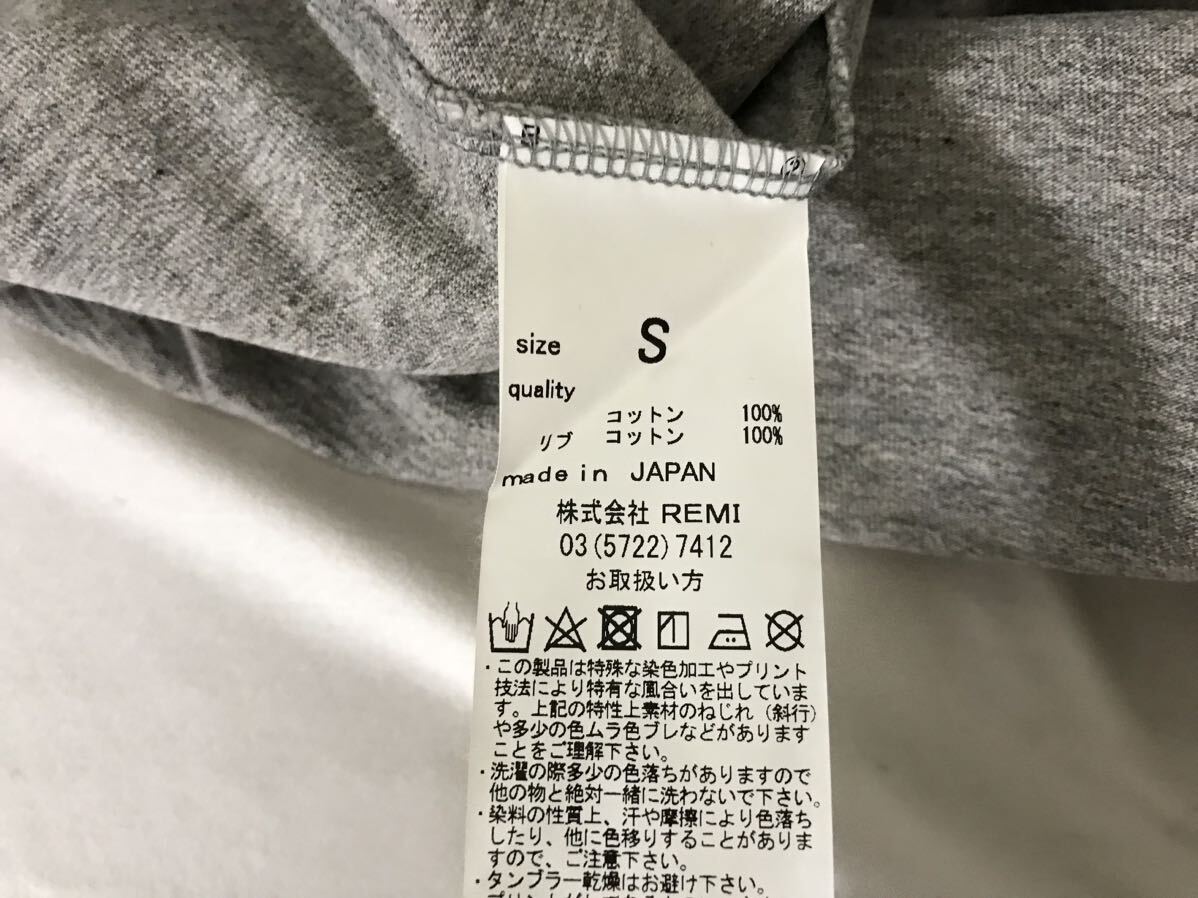 size S
quality
コットン 100%
リブ コットン 100%
made in JAPAN
株式会社 REMI
03(5722)7412
お取扱い方
・この製品は特殊な染色加工やプリント
技法により特有な風合いを出していま
す。上記の特性上素材のねじれ（斜行）
や多少の色ムラ色ブレなどがあります
ことをご理解下さい。
・洗濯の際多少の色落ちがありますので
他の物と絶対一緒に洗わないで下さい。
・染料の性質上、汗や摩擦により色落ち
したり、他に色移りすることがありま
すので、ご注意下さい。
・タンブラー乾燥はお避け下さい。